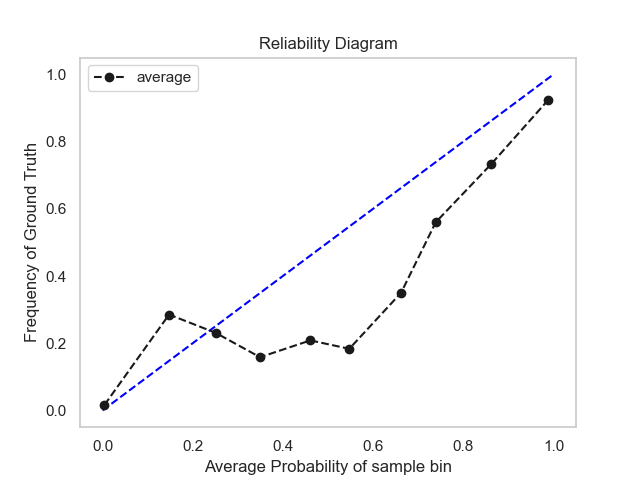 Reliability Diagram
average
Frequency of Ground Truth
1.0
0.8
0.6
0.4
0.2
0.0
0.0 0.2 0.4 0.6 0.8 1.0
Average Probability of sample bin